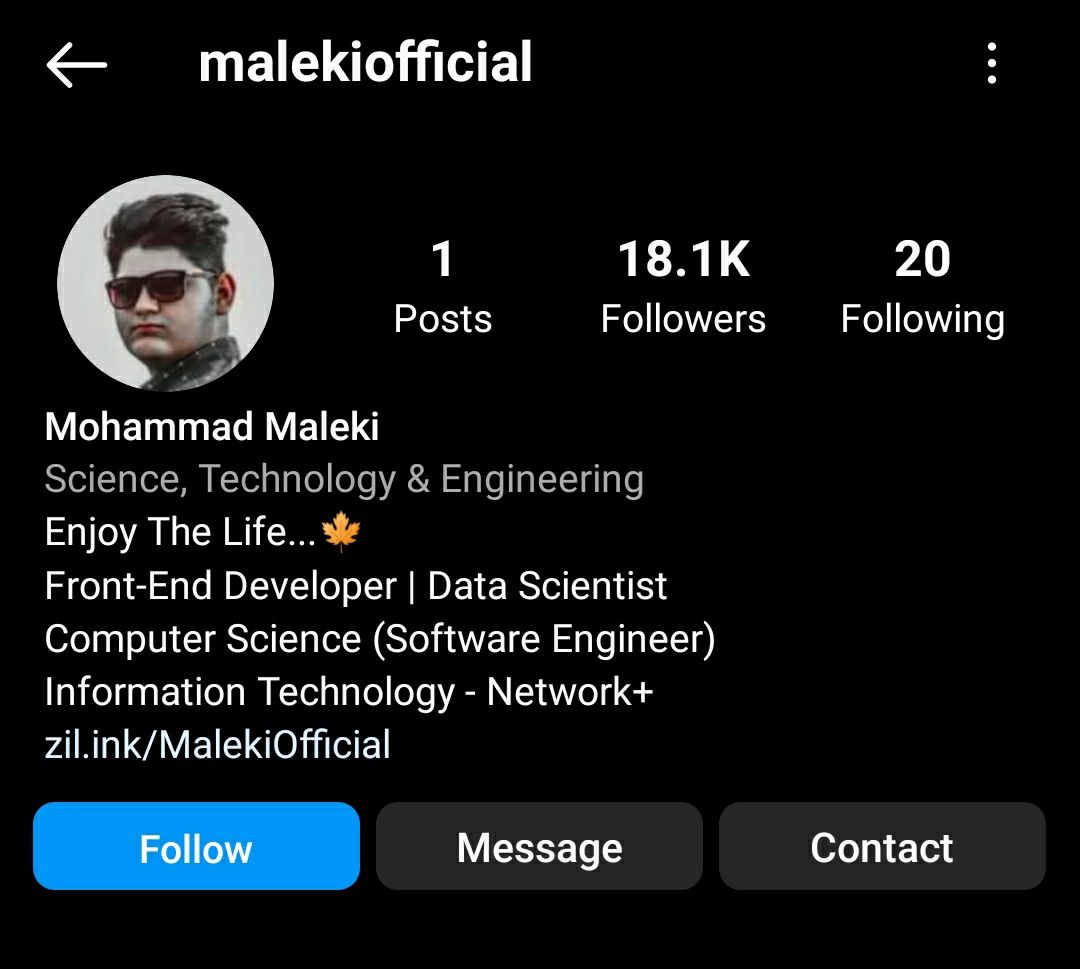 malekiofficial
1 18.1K 20
Posts Followers Following
Mohammad Maleki
Science, Technology & Engineering
Enjoy The Life...🍁
Front-End Developer | Data Scientist
Computer Science (Software Engineer)
Information Technology - Network+
zil.ink/MalekiOfficial
Follow Message Contact